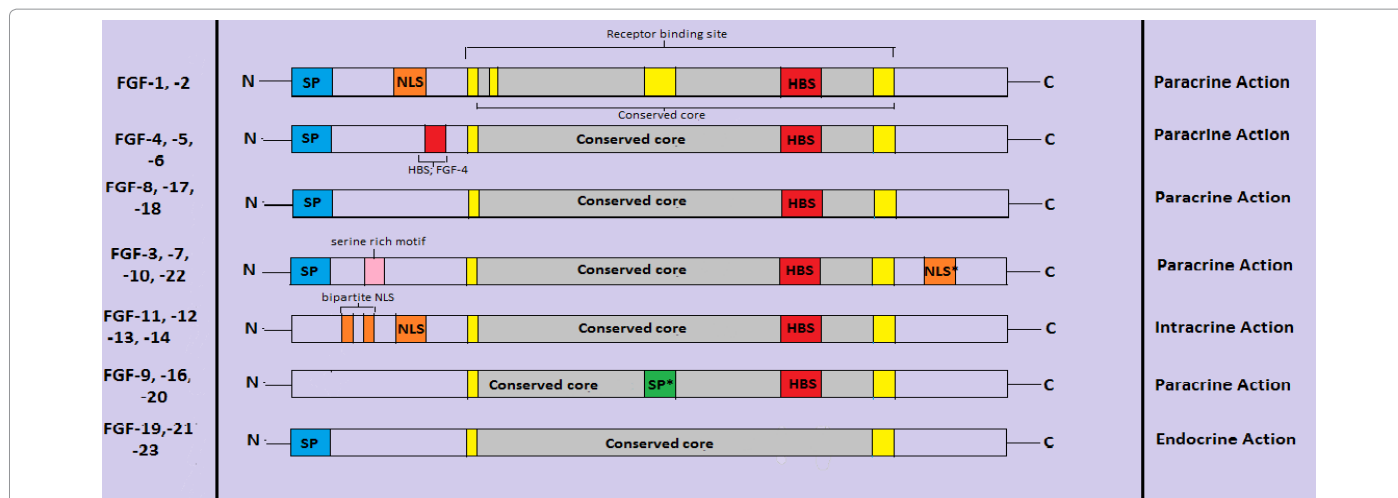 Receptor binding site
FGF-1, -2
N
SP
NLS
HBS
C
Paracrine Action
Conserved core
FGF-4, -5,
-6
N
SP
Conserved core
HBS
C
Paracrine Action
HBS; FGF-4
FGF-8, -17,
-18
N
SP
Conserved core
HBS
C
Paracrine Action
serine rich motif
FGF-3, -7,
-10, -22
N
SP
Conserved core
HBS
NLS*
C
Paracrine Action
bipartite NLS
FGF-11, -12
-13, -14
N
NLS
Conserved core
HBS
C
Intracrine Action
FGF-9, -16,
-20
N
Conserved core
SP*
HBS
C
Paracrine Action
FGF-19,-21
-23
N
SP
Conserved core
C
Endocrine Action